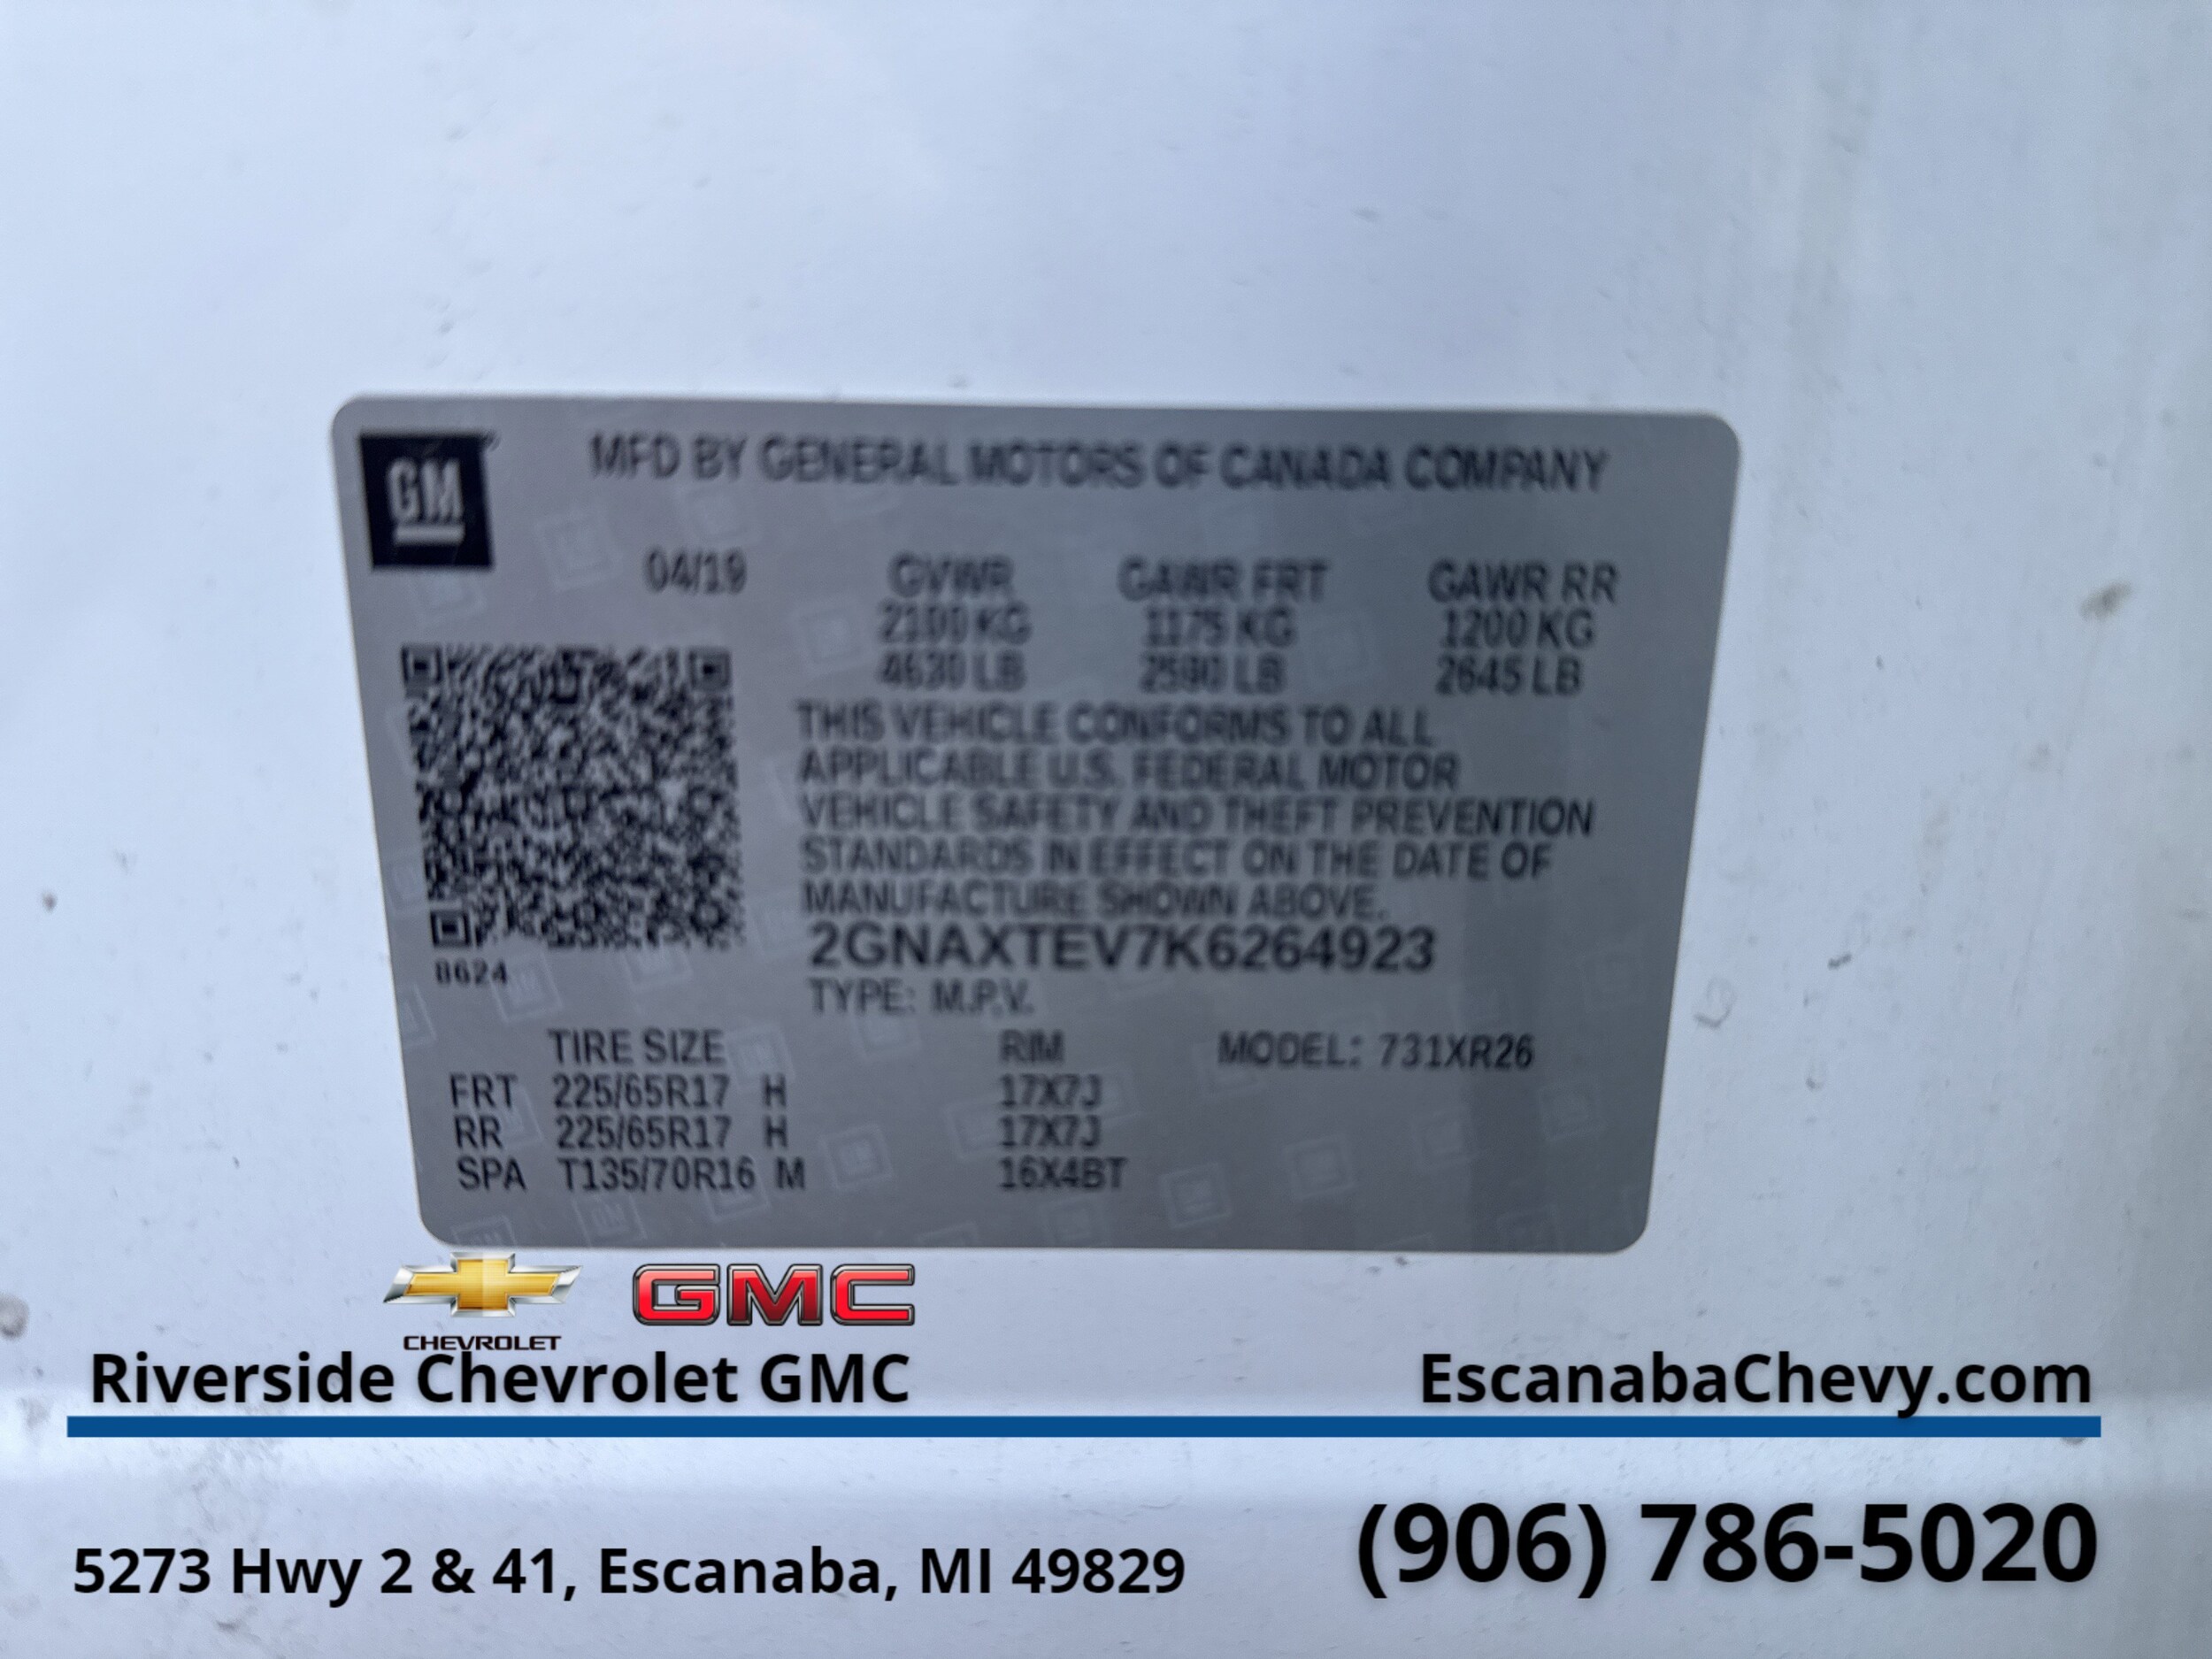 GM
MFD BY GENERAL MOTORS OF CANADA COMPANY
04/19 GVWR GAWR FRT GAWR RR
2100 KG 1175 KG 1200 KG
4630 LB 2590 LB 2645 LB
THIS VEHICLE CONFORMS TO ALL
APPLICABLE U.S. FEDERAL MOTOR
VEHICLE SAFETY AND THEFT PREVENTION
STANDARDS IN EFFECT ON THE DATE OF
MANUFACTURE SHOWN ABOVE.
2GNAXTEV7K6264923
8624
TYPE: M.P.V.
TIRE SIZE RIM MODEL: 731XR26
FRT 225/65R17 H 17X7J
RR 225/65R17 H 17X7J
SPA T135/70R16 M 16X4BT
CHEVROLET
GMC
Riverside Chevrolet GMC
EscanabaChevy.com
5273 Hwy 2 & 41, Escanaba, MI 49829
(906) 786-5020